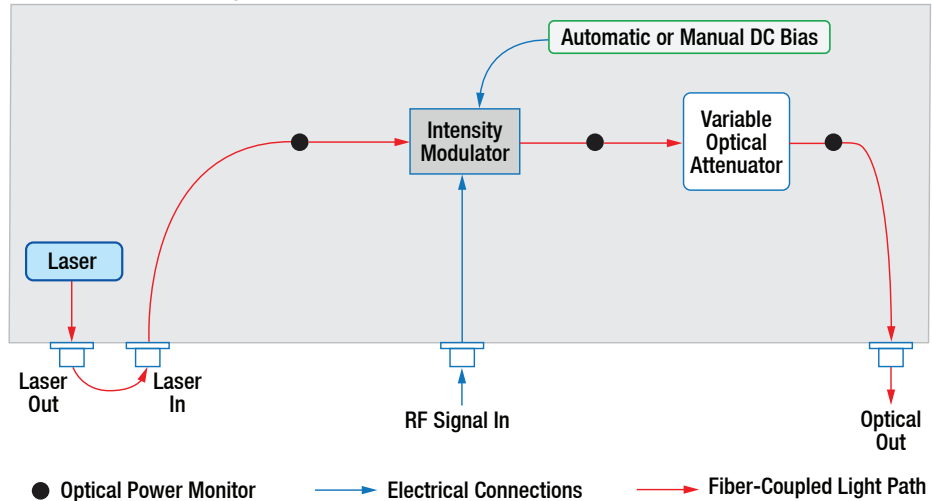 Automatic or Manual DC Bias
Intensity
Modulator
Variable
Optical
Attenuator
Laser
Laser
Out
Laser
In
RF Signal In
Optical
Out
Optical Power Monitor
Electrical Connections
Fiber-Coupled Light Path